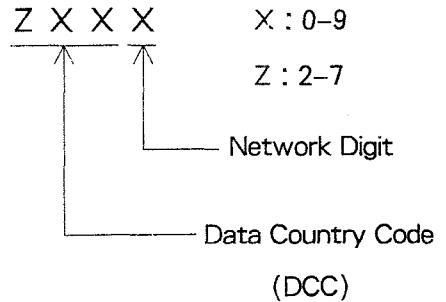 Z X X X
X : 0–9
Z : 2–7
Network Digit
Data Country Code
(DCC)